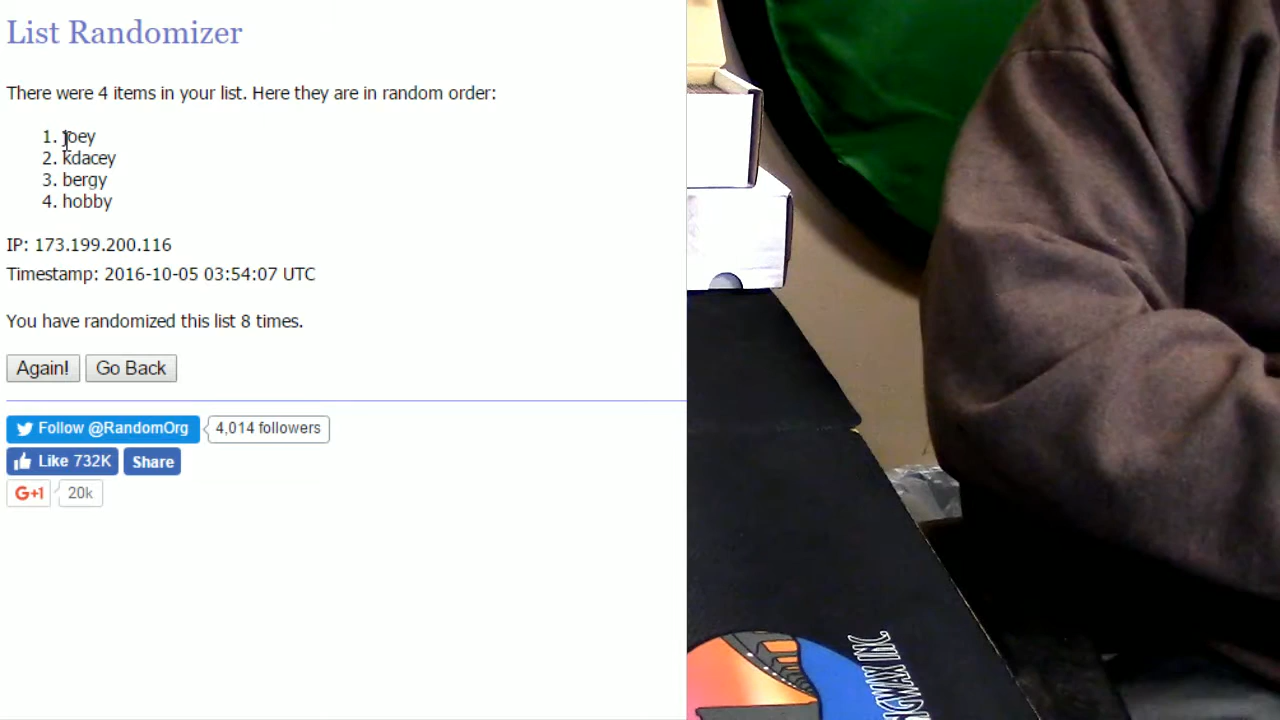 List Randomizer
There were 4 items in your list. Here they are in random order:
1. joey
2. kdacey
3. bergy
4. hobby
IP: 173.199.200.116
Timestamp: 2016-10-05 03:54:07 UTC
You have randomized this list 8 times.
Again! Go Back
Follow @RandomOrg 4,014 followers
Like 732K Share
G+1 20k
INC